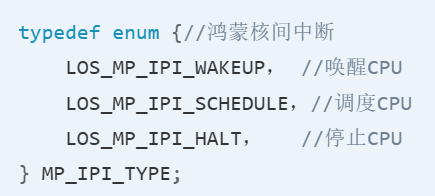 typedef enum {//鸿蒙核间中断
    LOS_MP_IPI_WAKEUP,  //唤醒CPU
    LOS_MP_IPI_SCHEDULE,//调度CPU
    LOS_MP_IPI_HALT,    //停止CPU
} MP_IPI_TYPE;